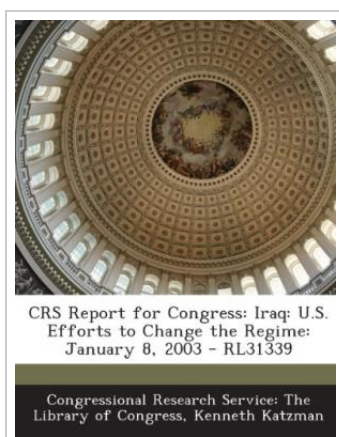 CRS Report for Congress: Iraq: U.S.
Efforts to Change the Regime:
January 8, 2003 - RL31339
Congressional Research Service: The
Library of Congress, Kenneth Katzman